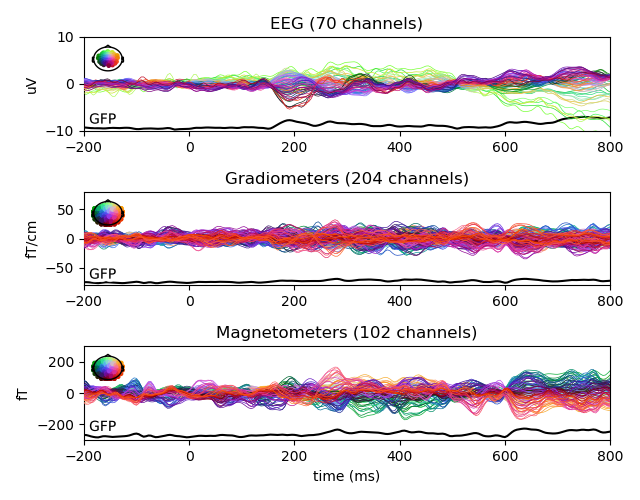 EEG (70 channels)
10
0
−10
uV
GFP
−200 0 200 400 600 800
Gradiometers (204 channels)
50
0
−50
fT/cm
GFP
−200 0 200 400 600 800
Magnetometers (102 channels)
200
0
−200
fT
GFP
−200 0 200 400 600 800
time (ms)